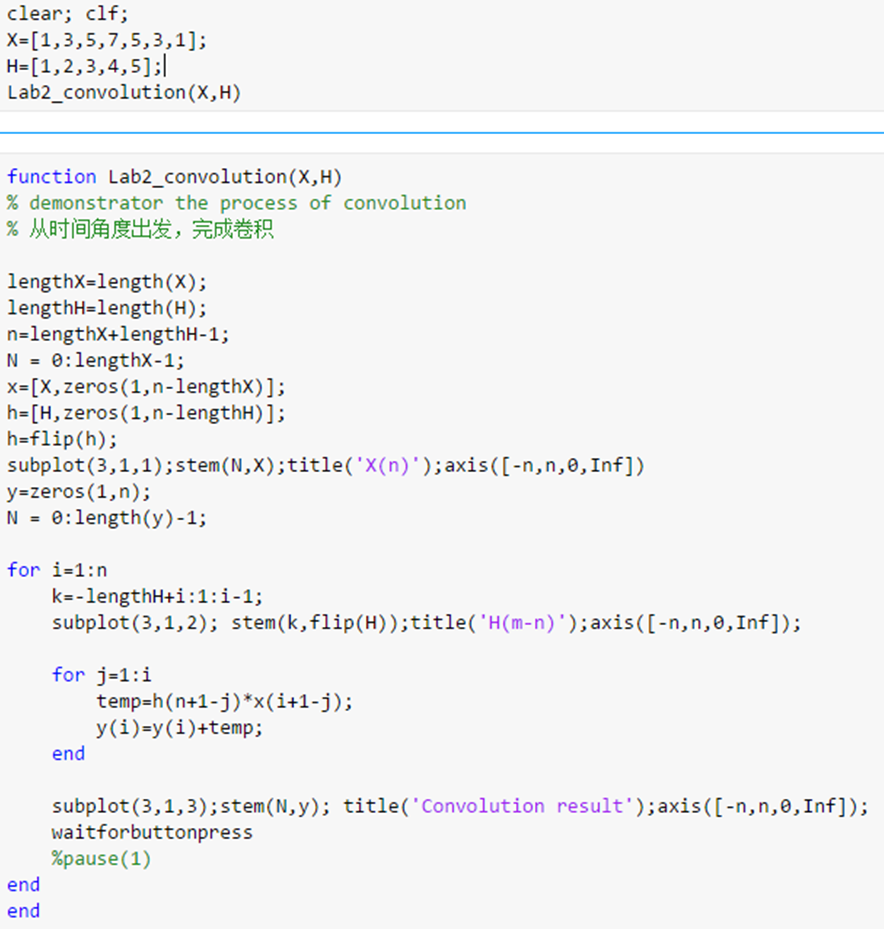 clear; clf;
X=[1,3,5,7,5,3,1];
H=[1,2,3,4,5];
Lab2_convolution(X,H)
function Lab2_convolution(X,H)
% demonstrator the process of convolution
% 从时间角度出发，完成卷积
lengthX=length(X);
lengthH=length(H);
n=lengthX+lengthH-1;
N = 0:lengthX-1;
x=[X,zeros(1,n-lengthX)];
h=[H,zeros(1,n-lengthH)];
h=flip(h);
subplot(3,1,1);stem(N,X);title('X(n)');axis([-n,n,0,Inf])
y=zeros(1,n);
N = 0:length(y)-1;
for i=1:n
    k=-lengthH+i:1:i-1;
    subplot(3,1,2); stem(k,flip(H));title('H(m-n)');axis([-n,n,0,Inf]);
    for j=1:i
        temp=h(n+1-j)*x(i+1-j);
        y(i)=y(i)+temp;
    end
    subplot(3,1,3);stem(N,y); title('Convolution result');axis([-n,n,0,Inf]);
    waitforbuttonpress
    %pause(1)
end
end